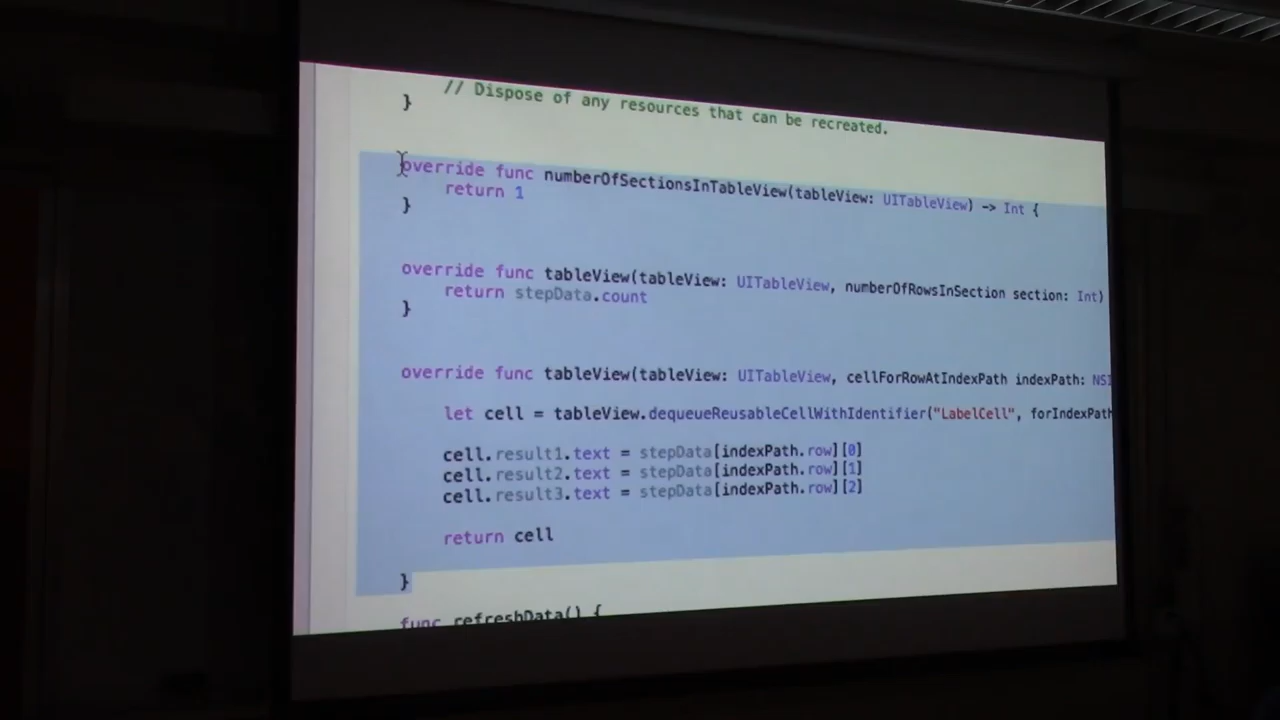 // Dispose of any resources that can be recreated.
}
override func numberOfSectionsInTableView(tableView: UITableView) -> Int {
return 1
}
override func tableView(tableView: UITableView, numberOfRowsInSection section: Int)
return stepData.count
}
override func tableView(tableView: UITableView, cellForRowAtIndexPath indexPath: NSI
let cell = tableView.dequeueReusableCellWithIdentifier("LabelCell", forIndexPath
cell.result1.text = stepData[indexPath.row][0]
cell.result2.text = stepData[indexPath.row][1]
cell.result3.text = stepData[indexPath.row][2]
return cell
}
func refreshData() {